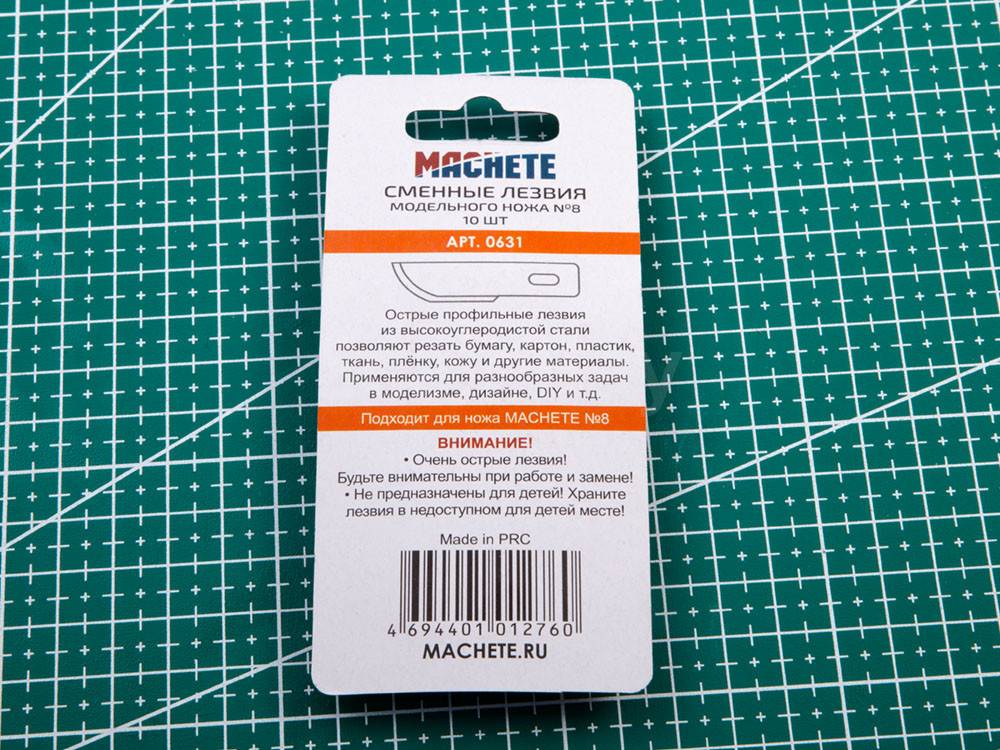 MACHETE
СМЕННЫЕ ЛЕЗВИЯ
МОДЕЛЬНОГО НОЖА №8
10 ШТ
АРТ. 0631
Острые профильные лезвия
из высокоуглеродистой стали
позволяют резать бумагу, картон, пластик,
ткань, плёнку, кожу и другие материалы.
Применяются для разнообразных задач
в моделизме, дизайне, DIY и т.д.
Подходит для ножа MACHETE №8
ВНИМАНИЕ!
• Очень острые лезвия!
Будьте внимательны при работе и замене!
• Не предназначены для детей! Храните
лезвия в недоступном для детей месте!
Made in PRC
4 694401 012760
MACHETE.RU